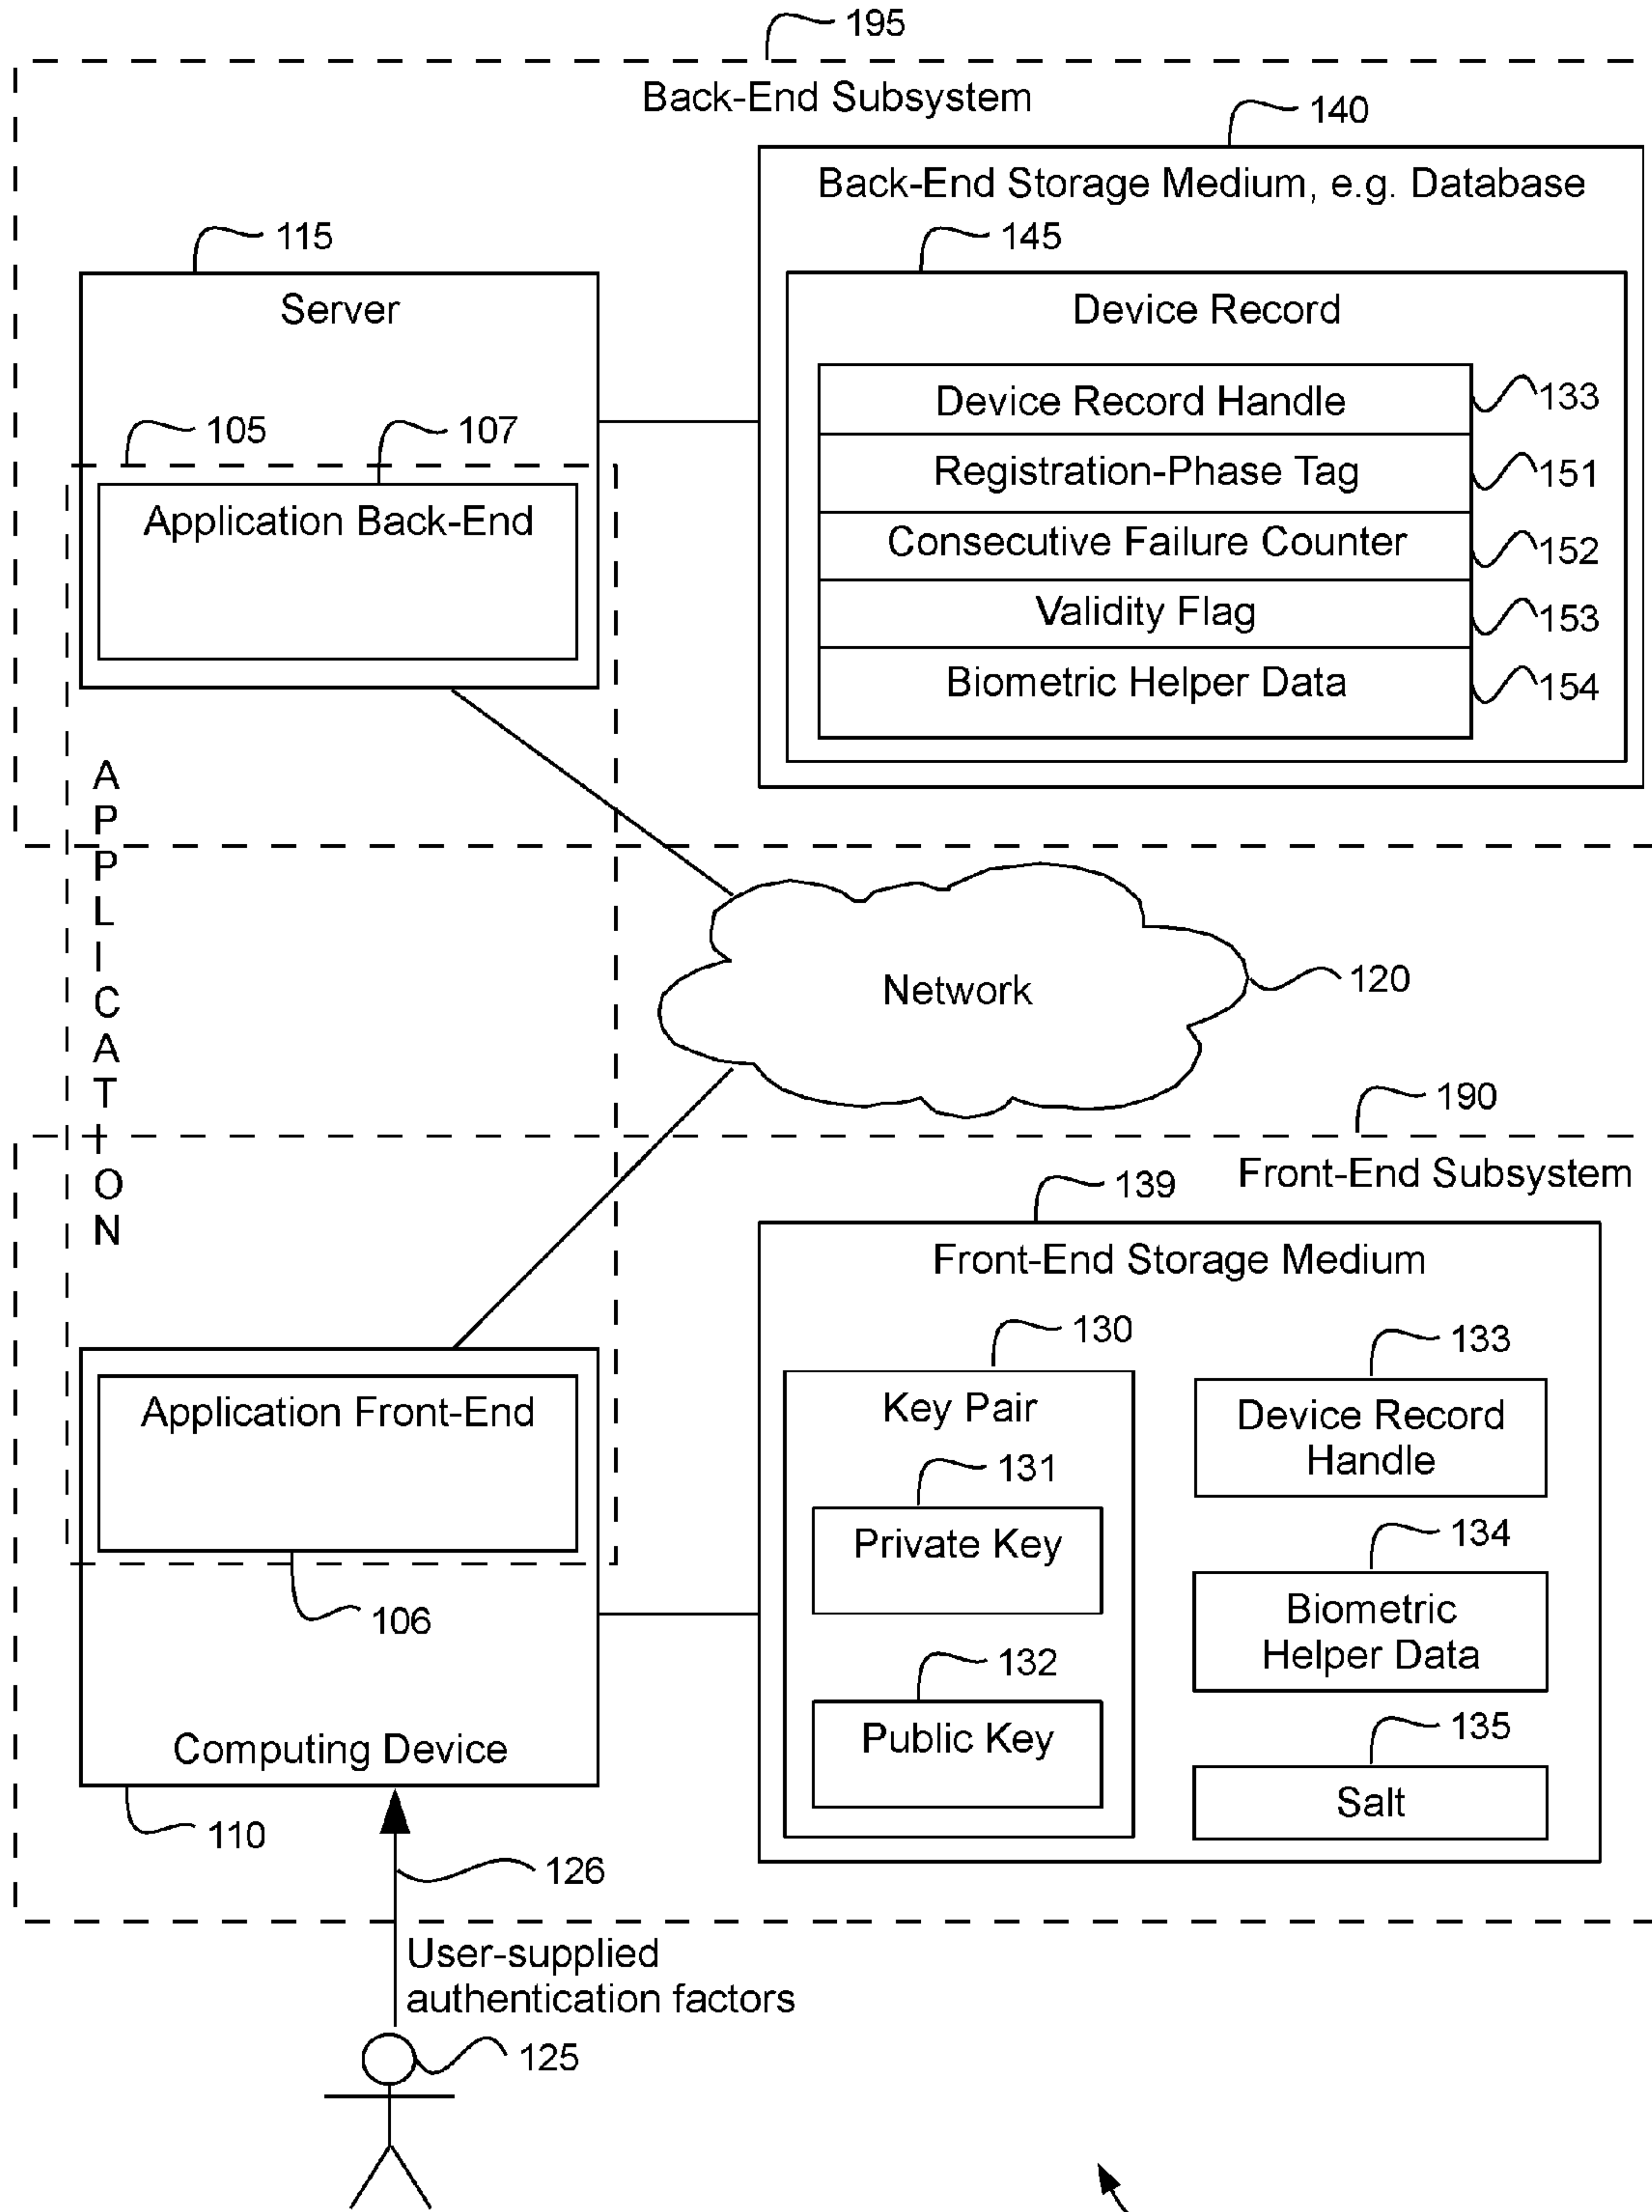 195
Back-End Subsystem
140
Back-End Storage Medium, e.g. Database
115
145
Server
Device Record
Device Record Handle
133
105
107
Registration-Phase Tag
151
Application Back-End
Consecutive Failure Counter
152
Validity Flag
153
Biometric Helper Data
154
APPLICATION
Network
120
190
Front-End Subsystem
139
Front-End Storage Medium
130
133
Application Front-End
Key Pair
Device Record
Handle
131
Private Key
134
106
Biometric
Helper Data
132
Public Key
135
Computing Device
Salt
110
126
User-supplied
authentication factors
125